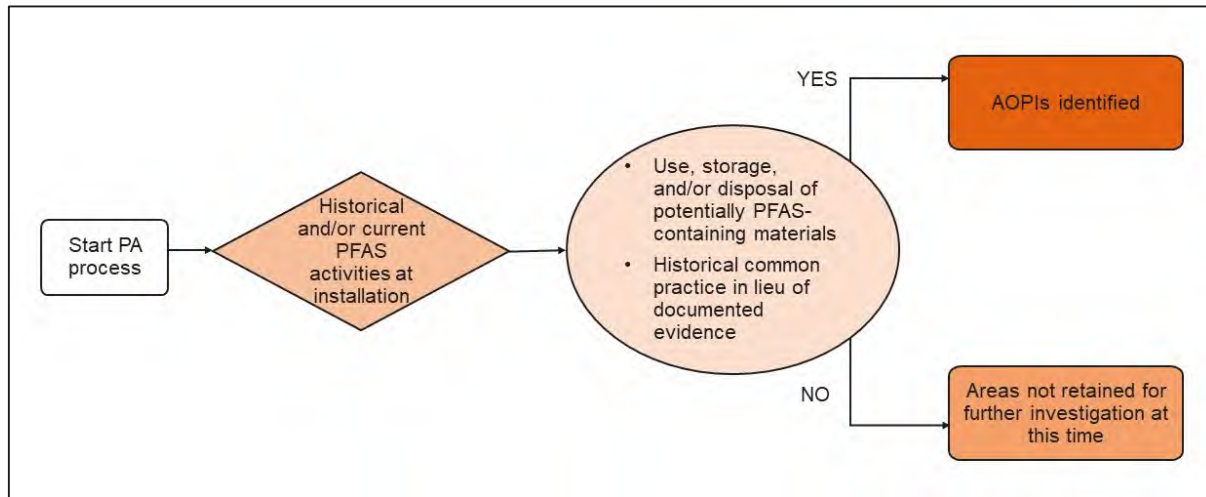 Start PA
process
Historical
and/or current
PFAS
activities at
installation
• Use, storage,
and/or disposal of
potentially PFAS-
containing materials
• Historical common
practice in lieu of
documented
evidence
YES
AOPIs identified
NO
Areas not retained for
further investigation at
this time